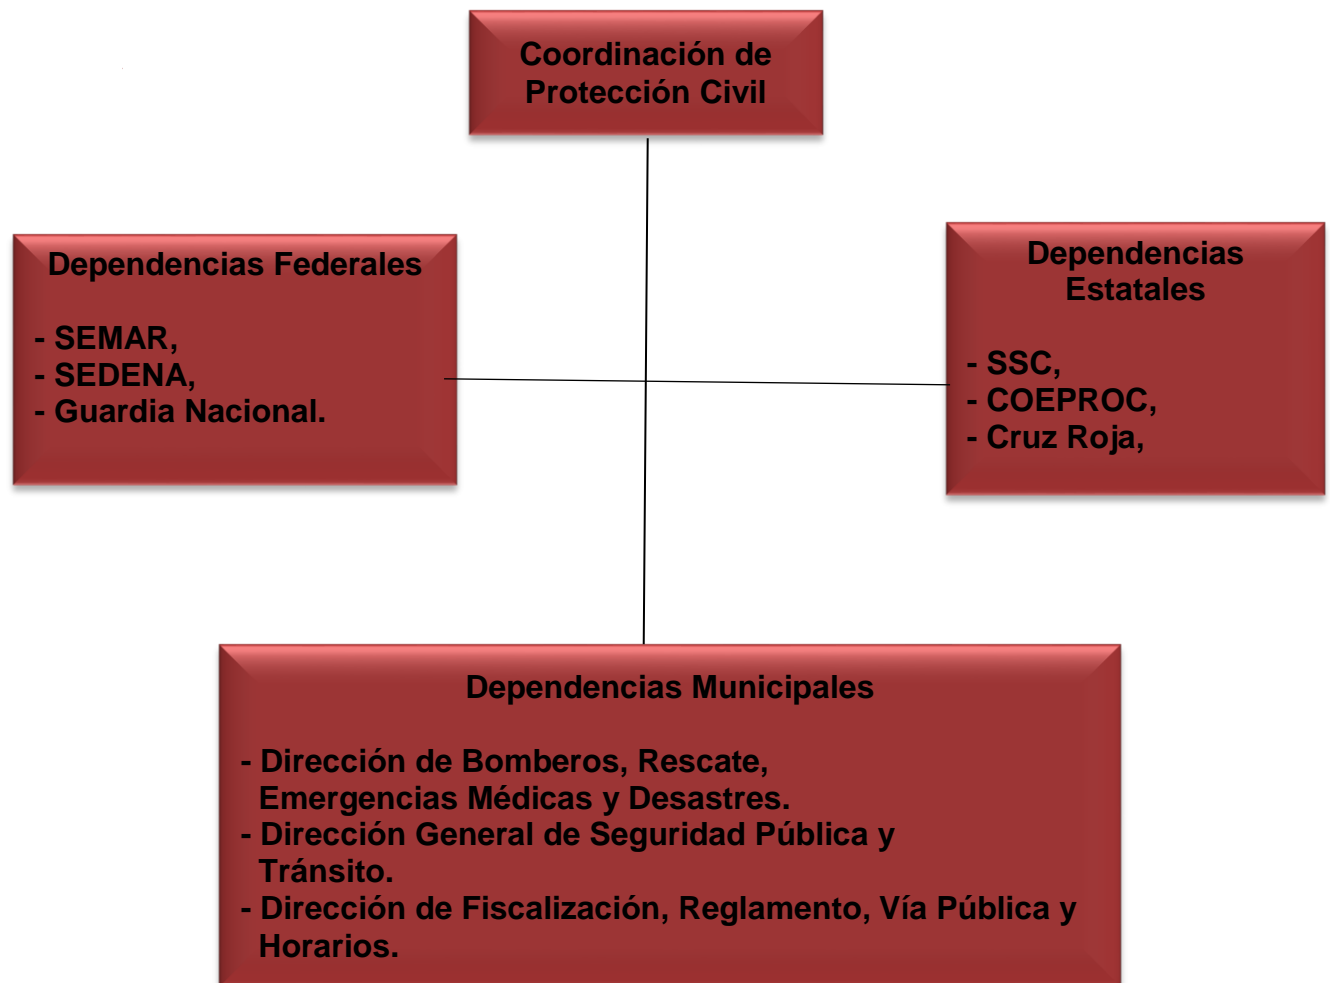 Coordinación de
Protección Civil
Dependencias Federales
- SEMAR,
- SEDENA,
- Guardia Nacional.
Dependencias
Estatales
- SSC,
- COEPROC,
- Cruz Roja,
Dependencias Municipales
- Dirección de Bomberos, Rescate,
Emergencias Médicas y Desastres.
- Dirección General de Seguridad Pública y
Tránsito.
- Dirección de Fiscalización, Reglamento, Vía Pública y
Horarios.